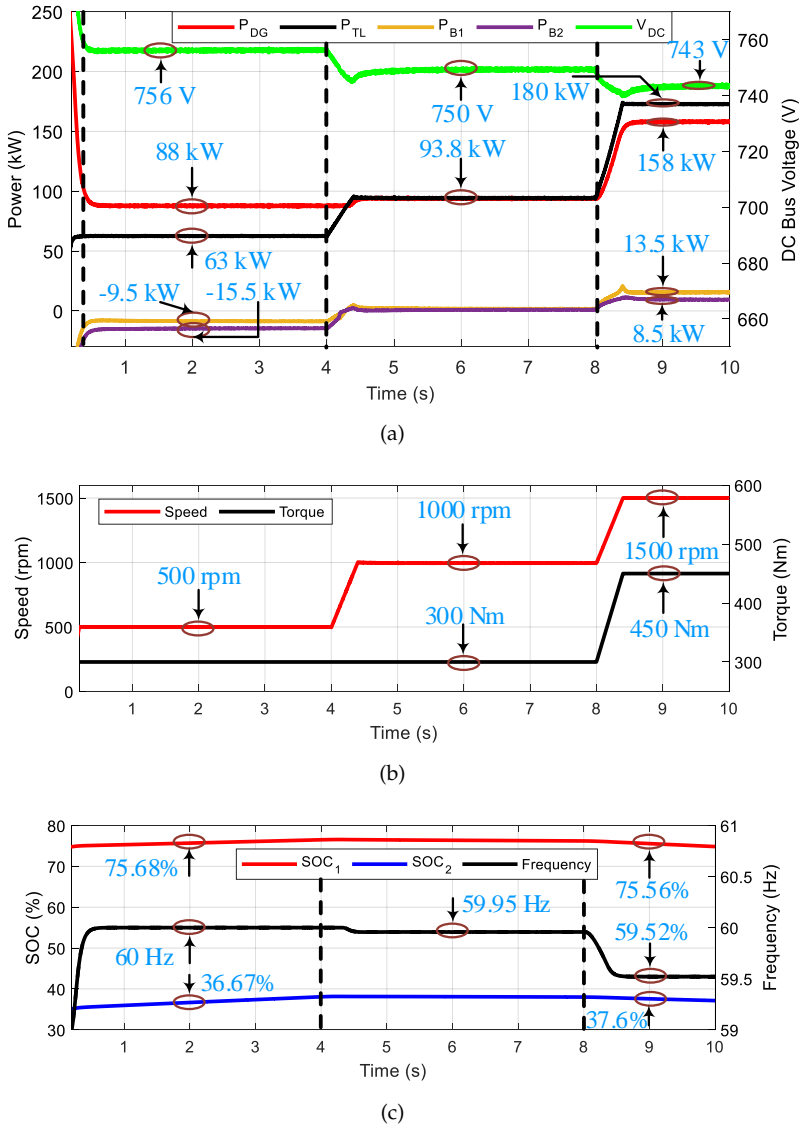 P_DG P_TL P_B1 P_B2 V_DC
250
200
150
100
50
0
760
740
720
700
680
660
Power (kW)
DC Bus Voltage (V)
756 V
750 V
743 V
180 kW
88 kW
93.8 kW
158 kW
63 kW
13.5 kW
-9.5 kW
-15.5 kW
8.5 kW
1 2 3 4 5 6 7 8 9 10
Time (s)
(a)
Speed Torque
1500
1000
500
0
600
550
500
450
400
350
300
Speed (rpm)
Torque (Nm)
500 rpm
1000 rpm
1500 rpm
300 Nm
450 Nm
1 2 3 4 5 6 7 8 9 10
Time (s)
(b)
SOC_1 SOC_2 Frequency
80
70
60
50
40
30
61
60.5
60
59.5
59
SOC (%)
Frequency (Hz)
75.68%
75.56%
59.95 Hz
59.52%
60 Hz
36.67%
37.6%
1 2 3 4 5 6 7 8 9 10
Time (s)
(c)